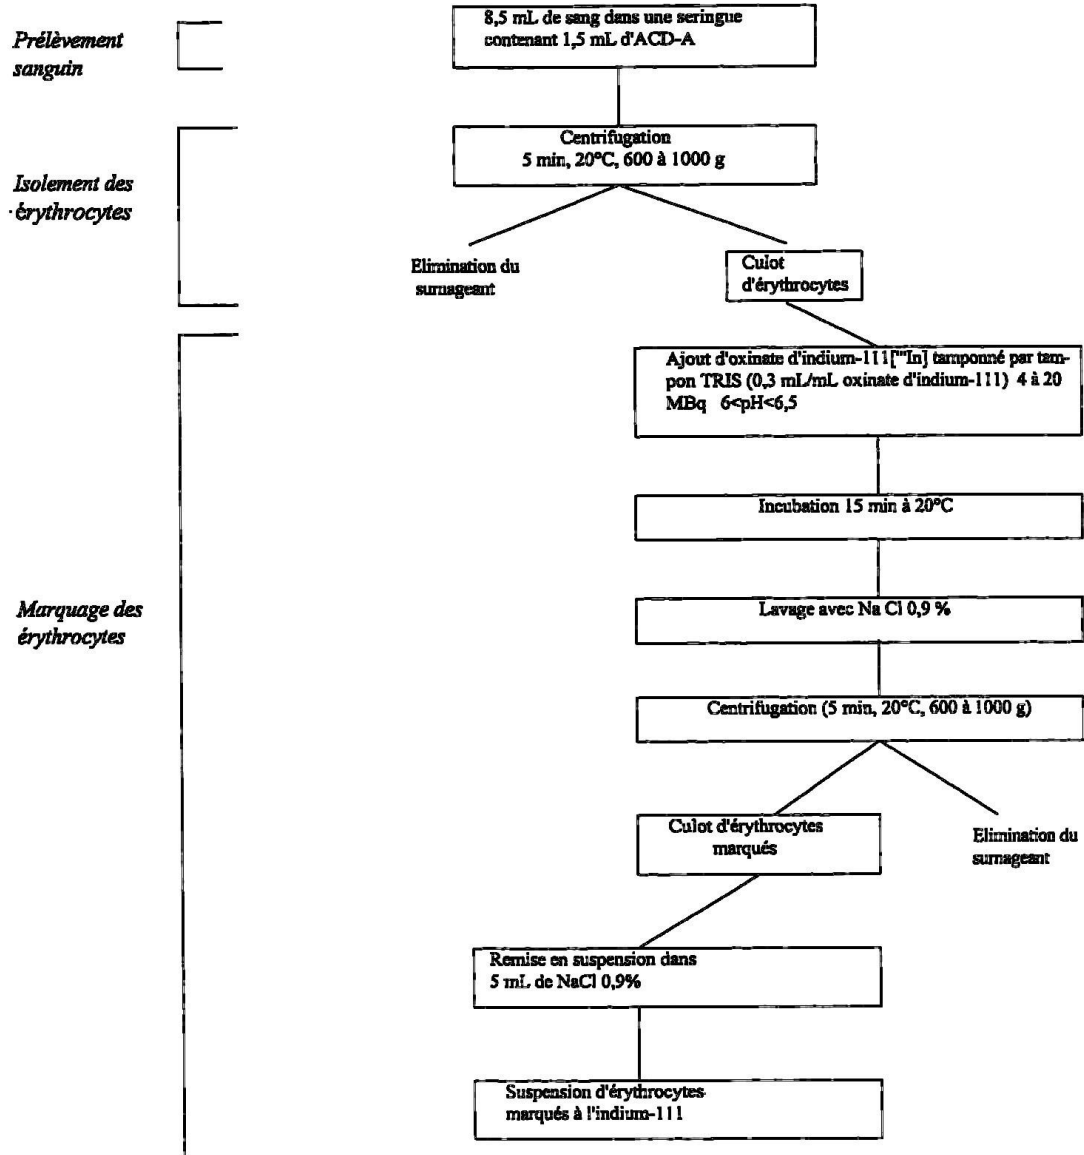 Prélèvement
sanguin
8,5 mL de sang dans une seringue
contenant 1,5 mL d'ACD-A
Isolement des
érythrocytes
Centrifugation
5 min, 20°C, 600 à 1000 g
Elimination du
surnageant
Culot
d'érythrocytes
Marquage des
érythrocytes
Ajout d'oxinate d'indium-111["'In] tamponné par tam-
pon TRIS (0,3 mL/mL oxinate d'indium-111) 4 à 20
MBq 6<pH<6,5
Incubation 15 min à 20°C
Lavage avec Na Cl 0,9 %
Centrifugation (5 min, 20°C, 600 à 1000 g)
Culot d'érythrocytes
marqués
Elimination du
surnageant
Remise en suspension dans
5 mL de NaCl 0,9%
Suspension d'érythrocytes
marqués à l'indium-111